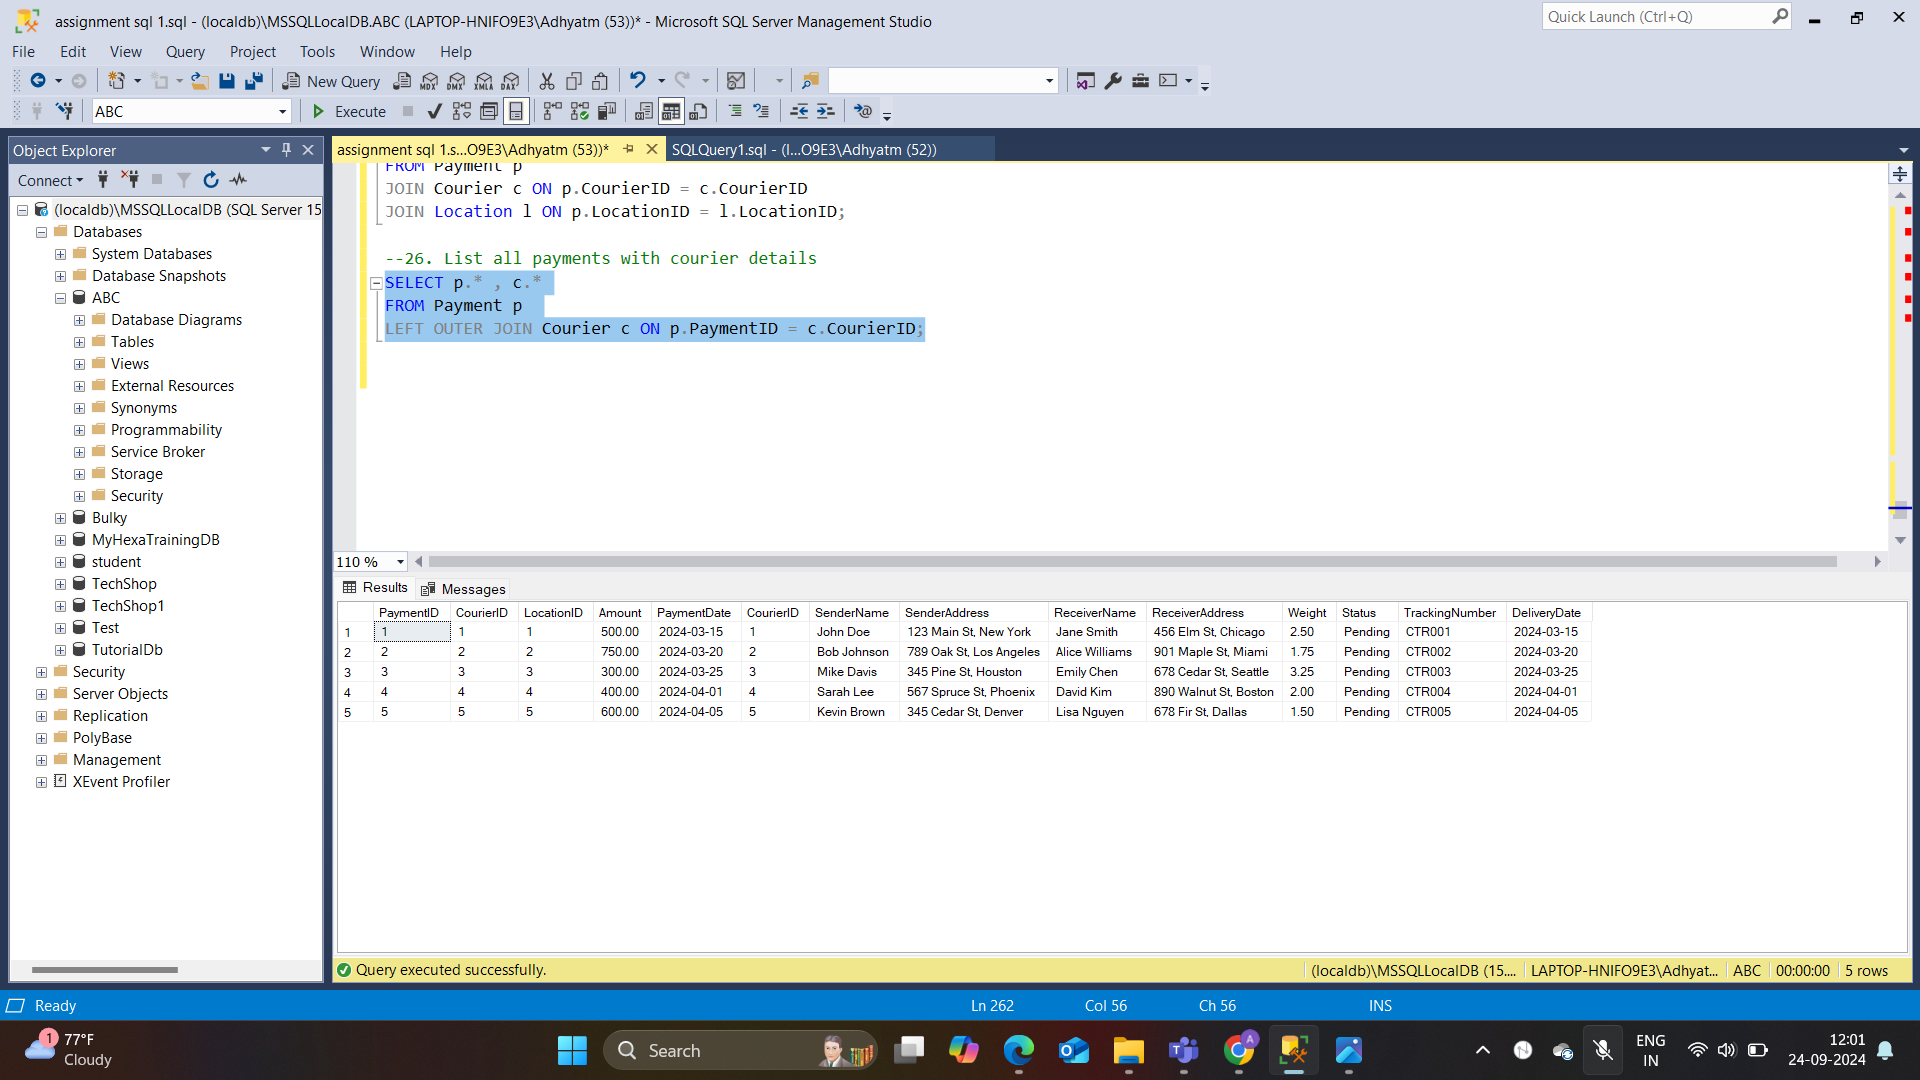 assignment sql 1.sql - (localdb)\MSSQLLocalDB.ABC (LAPTOP-HNIFO9E3\Adhyatm (53))* - Microsoft SQL Server Management Studio
Quick Launch (Ctrl+Q)
File Edit View Query Project Tools Window Help
New Query MDX DMX XMLA DAX
ABC Execute
Object Explorer
Connect
(localdb)\MSSQLLocalDB (SQL Server 15
Databases
System Databases
Database Snapshots
ABC
Database Diagrams
Tables
Views
External Resources
Synonyms
Programmability
Service Broker
Storage
Security
Bulky
MyHexaTrainingDB
student
TechShop
TechShop1
Test
TutorialDb
Security
Server Objects
Replication
PolyBase
Management
XEvent Profiler
assignment sql 1.s...O9E3\Adhyatm (53))* SQLQuery1.sql - (l...O9E3\Adhyatm (52))
FROM Payment p
JOIN Courier c ON p.CourierID = c.CourierID
JOIN Location l ON p.LocationID = l.LocationID;
--26. List all payments with courier details
SELECT p.* , c.*
FROM Payment p
LEFT OUTER JOIN Courier c ON p.PaymentID = c.CourierID;
110 %
Results Messages
PaymentID CourierID LocationID Amount PaymentDate CourierID SenderName SenderAddress ReceiverName ReceiverAddress Weight Status TrackingNumber DeliveryDate
1 1 1 1 500.00 2024-03-15 1 John Doe 123 Main St, New York Jane Smith 456 Elm St, Chicago 2.50 Pending CTR001 2024-03-15
2 2 2 2 750.00 2024-03-20 2 Bob Johnson 789 Oak St, Los Angeles Alice Williams 901 Maple St, Miami 1.75 Pending CTR002 2024-03-20
3 3 3 3 300.00 2024-03-25 3 Mike Davis 345 Pine St, Houston Emily Chen 678 Cedar St, Seattle 3.25 Pending CTR003 2024-03-25
4 4 4 4 400.00 2024-04-01 4 Sarah Lee 567 Spruce St, Phoenix David Kim 890 Walnut St, Boston 2.00 Pending CTR004 2024-04-01
5 5 5 5 600.00 2024-04-05 5 Kevin Brown 345 Cedar St, Denver Lisa Nguyen 678 Fir St, Dallas 1.50 Pending CTR005 2024-04-05
Query executed successfully. (localdb)\MSSQLLocalDB (15.... LAPTOP-HNIFO9E3\Adhyat... ABC 00:00:00 5 rows
Ready Ln 262 Col 56 Ch 56 INS
1 77°F
Cloudy
Search
ENG
IN
12:01
24-09-2024